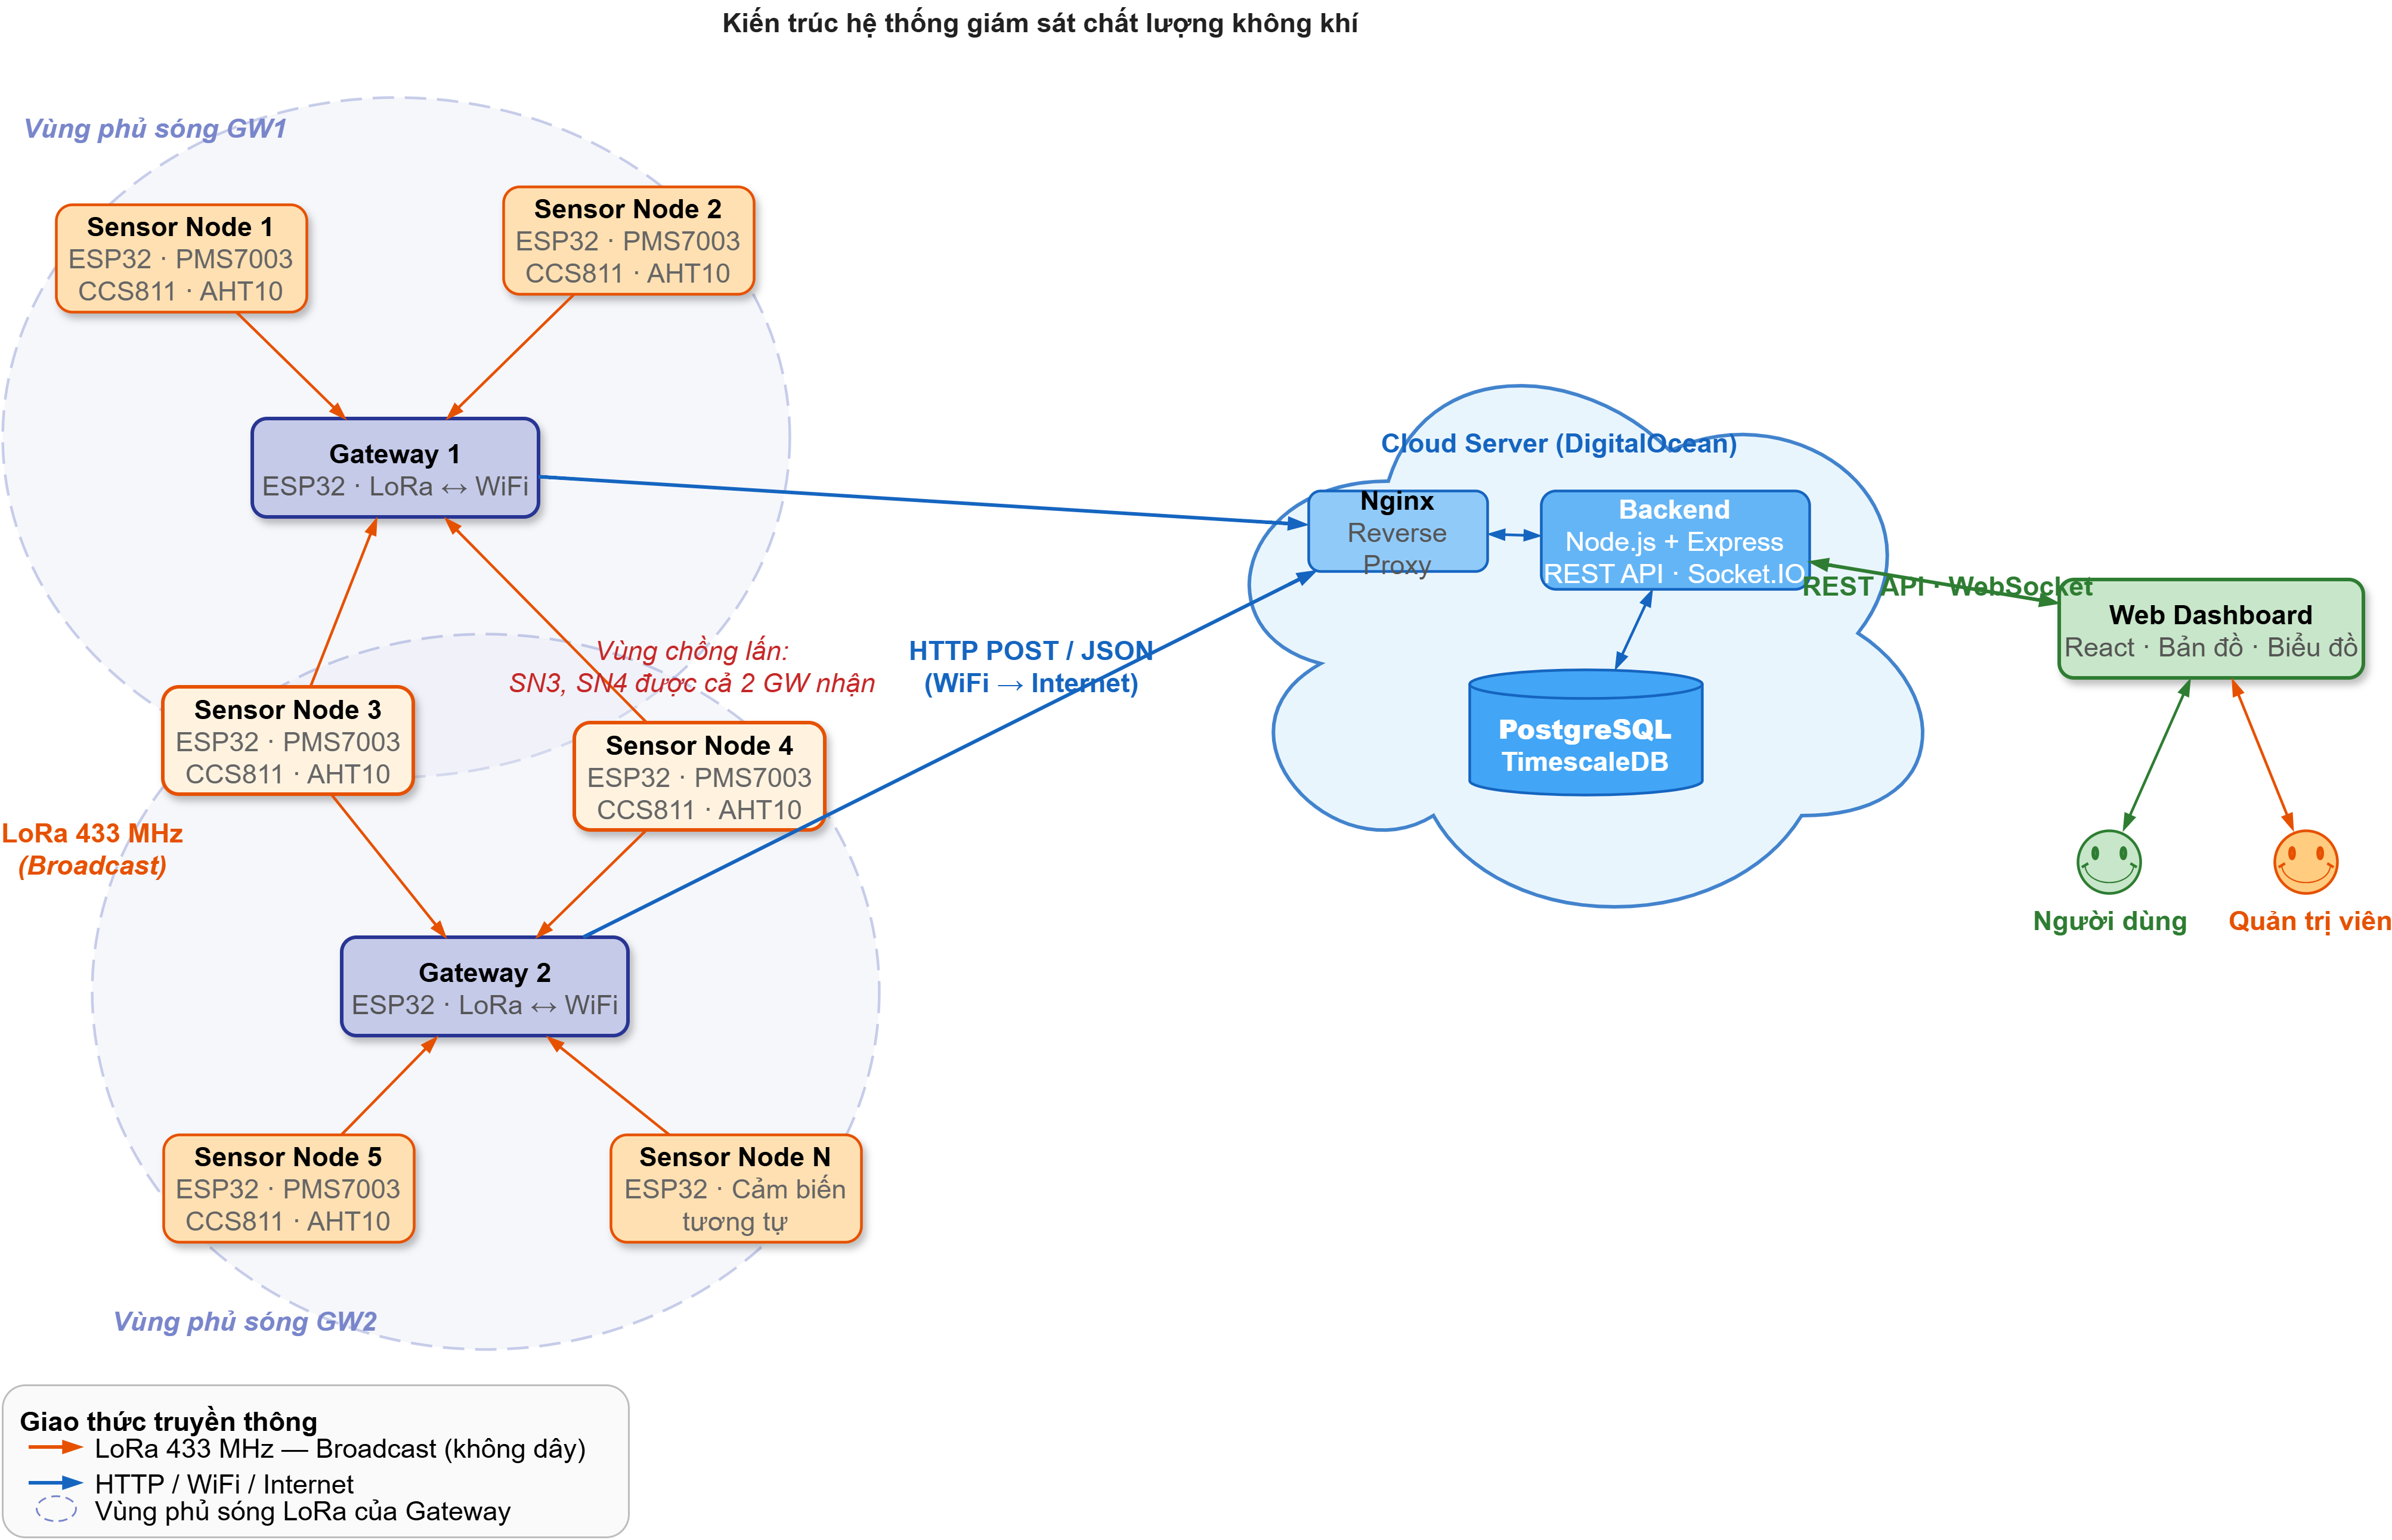 Kiến trúc hệ thống giám sát chất lượng không khí
Vùng phủ sóng GW1
Sensor Node 1
ESP32 · PMS7003
CCS811 · AHT10
Sensor Node 2
ESP32 · PMS7003
CCS811 · AHT10
Gateway 1
ESP32 · LoRa ↔ WiFi
Vùng chồng lấn:
SN3, SN4 được cả 2 GW nhận
Sensor Node 3
ESP32 · PMS7003
CCS811 · AHT10
Sensor Node 4
ESP32 · PMS7003
CCS811 · AHT10
LoRa 433 MHz
(Broadcast)
Gateway 2
ESP32 · LoRa ↔ WiFi
Sensor Node 5
ESP32 · PMS7003
CCS811 · AHT10
Sensor Node N
ESP32 · Cảm biến
tương tự
Vùng phủ sóng GW2
HTTP POST / JSON
(WiFi → Internet)
Cloud Server (DigitalOcean)
Nginx
Reverse
Proxy
Backend
Node.js + Express
REST API · Socket.IO
PostgreSQL
TimescaleDB
REST API · WebSocket
Web Dashboard
React · Bản đồ · Biểu đồ
Người dùng
Quản trị viên
Giao thức truyền thông
LoRa 433 MHz — Broadcast (không dây)
HTTP / WiFi / Internet
Vùng phủ sóng LoRa của Gateway